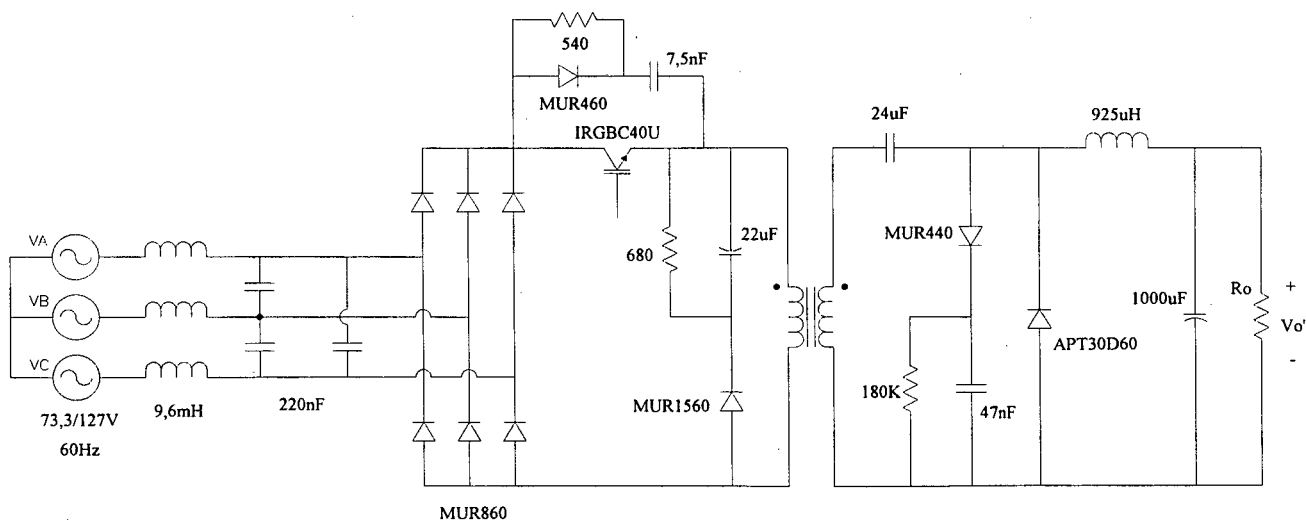 540
7,5nF
MUR460
IRGBC40U
24uF
925uH
VA
VB
VC
73,3/127V
60Hz
9,6mH
220nF
680
22uF
MUR1560
MUR860
MUR440
180K
47nF
APT30D60
1000uF
Ro
+
Vo'
-